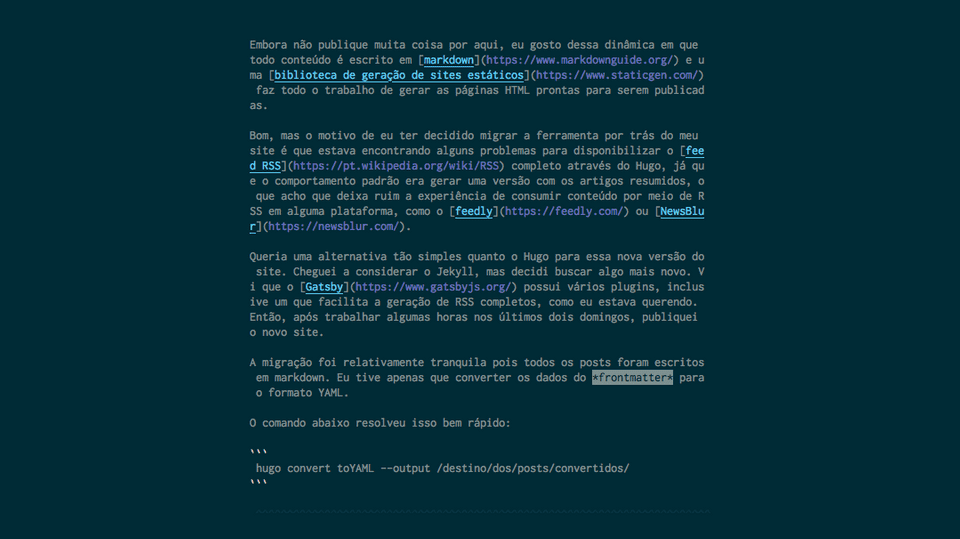 Embora não publique muita coisa por aqui, eu gosto dessa dinâmica em que
todo conteúdo é escrito em [markdown](https://www.markdownguide.org/) e u
ma [biblioteca de geração de sites estáticos](https://www.staticgen.com/)
faz todo o trabalho de gerar as páginas HTML prontas para serem publicad
as.
Bom, mas o motivo de eu ter decidido migrar a ferramenta por trás do meu
site é que estava encontrando alguns problemas para disponibilizar o [fee
d RSS](https://pt.wikipedia.org/wiki/RSS) completo através do Hugo, já qu
e o comportamento padrão era gerar uma versão com os artigos resumidos, o
que acho que deixa ruim a experiência de consumir conteúdo por meio de R
SS em alguma plataforma, como o [feedly](https://feedly.com/) ou [NewsBlu
r](https://newsblur.com/).
Queria uma alternativa tão simples quanto o Hugo para essa nova versão do
site. Cheguei a considerar o Jekyll, mas decidi buscar algo mais novo. V
i que o [Gatsby](https://www.gatsbyjs.org/) possui vários plugins, inclus
ive um que facilita a geração de RSS completos, como eu estava querendo.
Então, após trabalhar algumas horas nos últimos dois domingos, publiquei
o novo site.
A migração foi relativamente tranquila pois todos os posts foram escritos
em markdown. Eu tive apenas que converter os dados do *frontmatter* para
o formato YAML.
O comando abaixo resolveu isso bem rápido:
```
hugo convert toYAML --output /destino/dos/posts/convertidos/
```